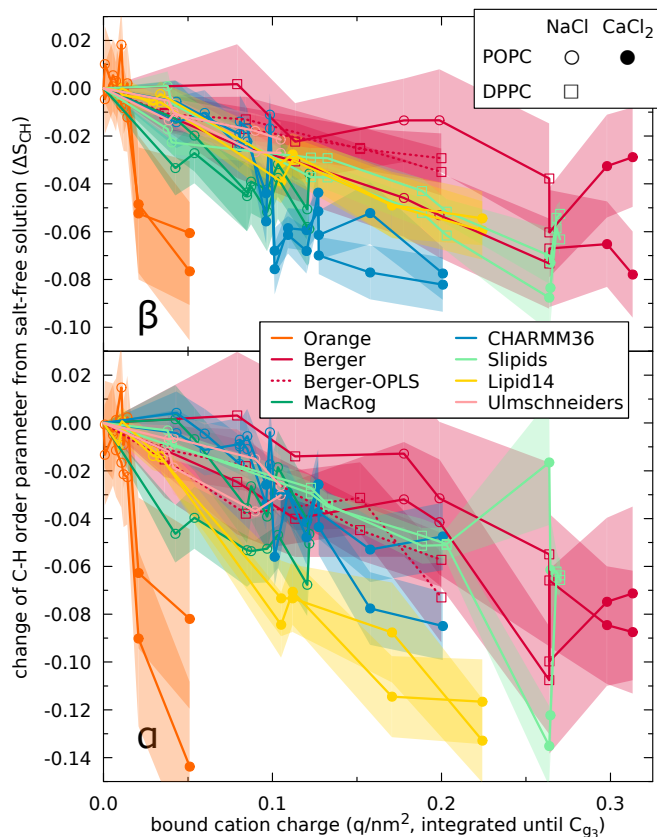 NaCl CaCl₂
POPC
DPPC
0.02
0.00
-0.02
-0.04
-0.06
-0.08
-0.10
β
Orange CHARMM36
Berger Slipids
Berger-OPLS Lipid14
MacRog Ulmschneiders
0.02
0.00
-0.02
-0.04
-0.06
-0.08
-0.10
-0.12
-0.14
α
change of C-H order parameter from salt-free solution (ΔS_CH)
0.0 0.1 0.2 0.3
bound cation charge (q/nm², integrated until C_g₃)